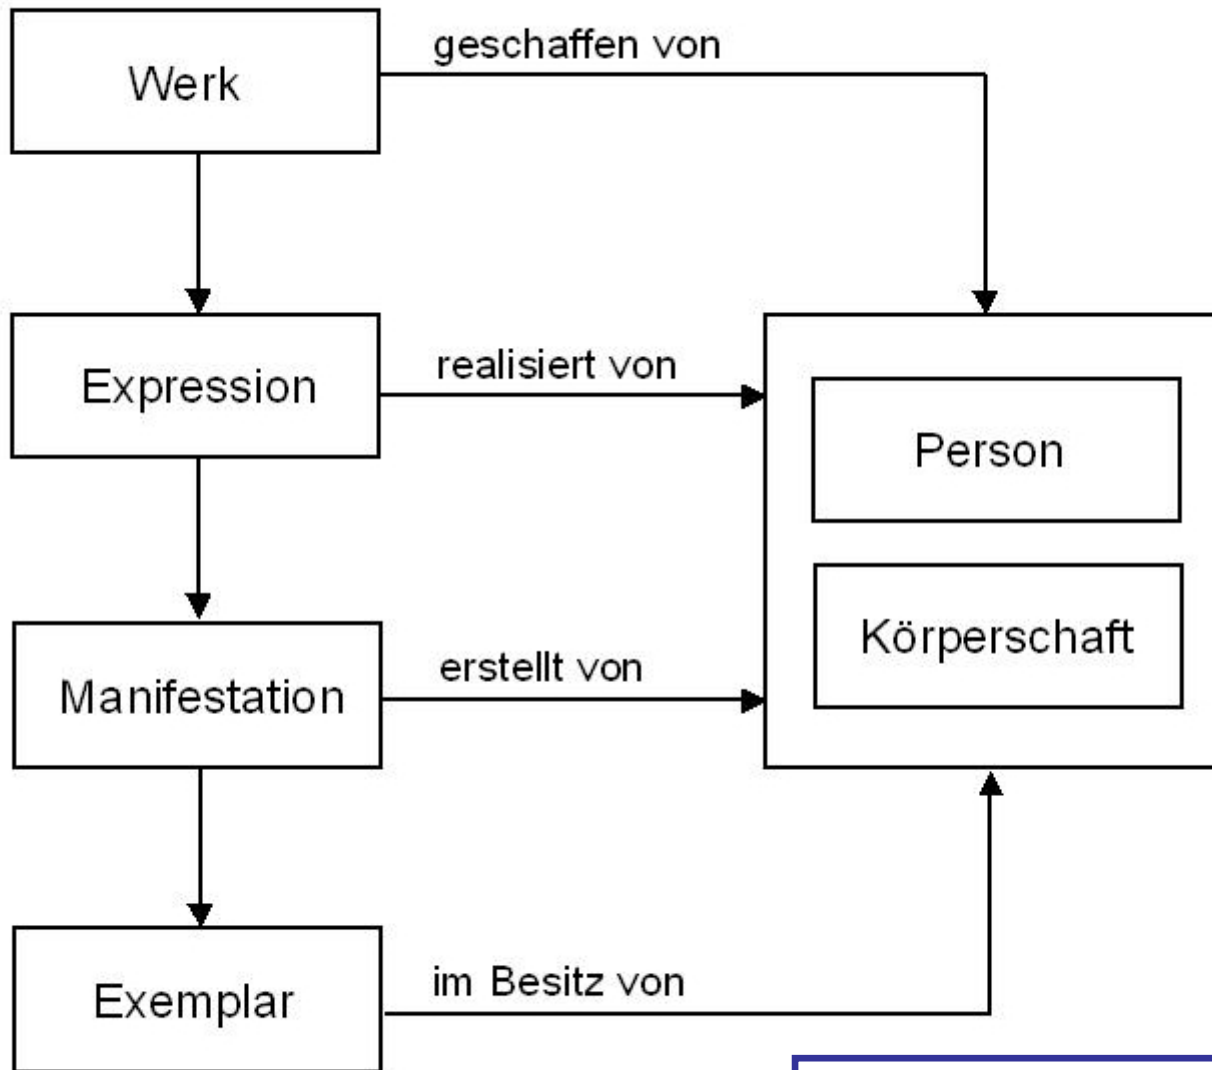 geschaffen von
Werk
Expression
realisiert von
Person
Körperschaft
Manifestation
erstellt von
Exemplar
im Besitz von